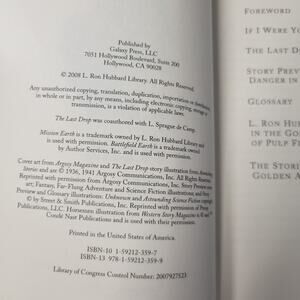 Published by
Galaxy Press, LLC
7051 Hollywood Boulevard, Suite 200
Hollywood, CA 90028
© 2008 L. Ron Hubbard Library. All Rights Reserved.
Any unauthorized copying, translation, duplication, importation or distribution,
in whole or in part, by any means, including electronic copying, storage or
transmission, is a violation of applicable laws.
The Last Drop was coauthored with L. Sprague de Camp.
Mission Earth is a trademark owned by L. Ron Hubbard Library and
is used with permission. Battlefield Earth is a trademark owned
by Author Services, Inc. and is used with permission.
Cover art from Argosy Magazine and The Last Drop story illustration from
Stories and art: © 1936, 1941 Argosy Communications, Inc. All Rights Reserved.
Reprinted with permission from Argosy Communications, Inc. Story Preview
art; Fantasy, Far-Flung Adventure and Science Fiction illustrations; and Story
Preview and Glossary illustrations: Unknown and Astounding Science Fiction copyright
© by Street & Smith Publications, Inc. Reprinted with permission of Penny
Publications, LLC. Horsemen illustration from Western Story Magazine is © and ™
Condé Nast Publications and is used with their permission.
Printed in the United States of America.
ISBN-10 1-59212-359-7
ISBN-13 978-1-59212-359-9
Library of Congress Control Number: 2007927523
Foreword
If I Were Yo
The Last D
Story Prev
Danger in
Glossary
L. Ron Hu
in the Go
of Pulp F
The Stori
Golden A